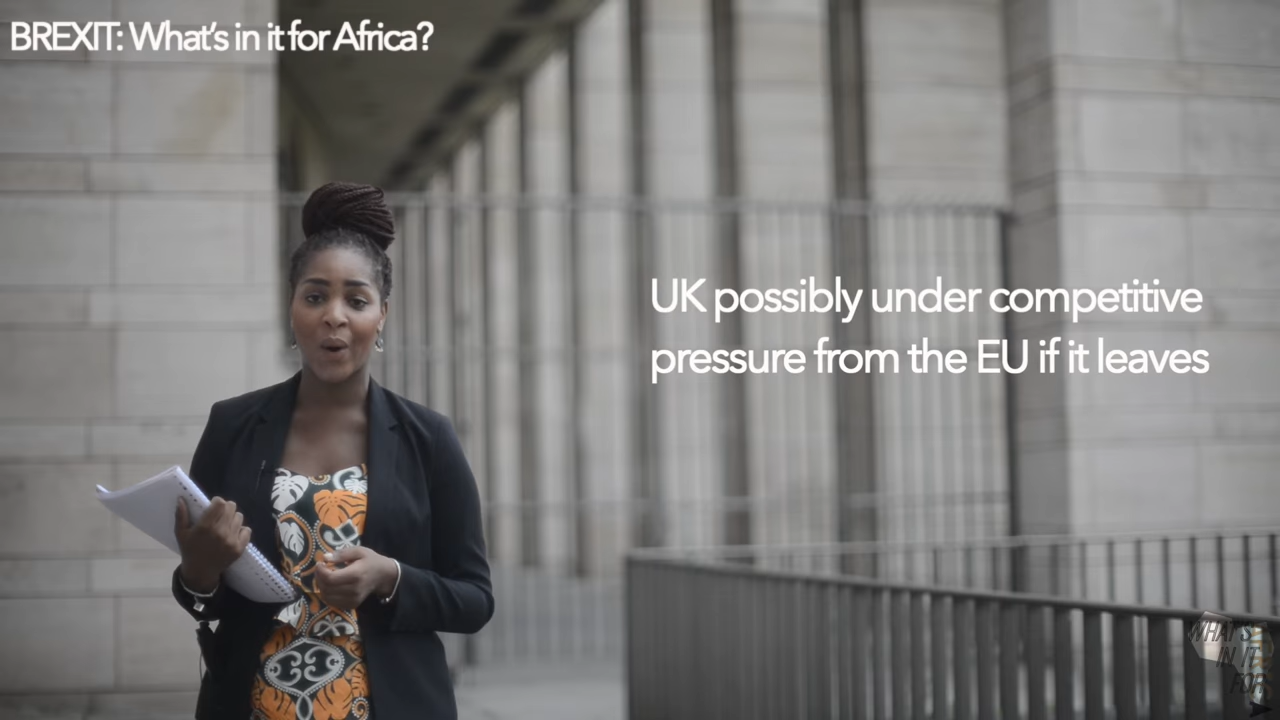 BREXIT: What's in it for Africa?
UK possibly under competitive
pressure from the EU if it leaves
WHAT'S
IN IT
FOR